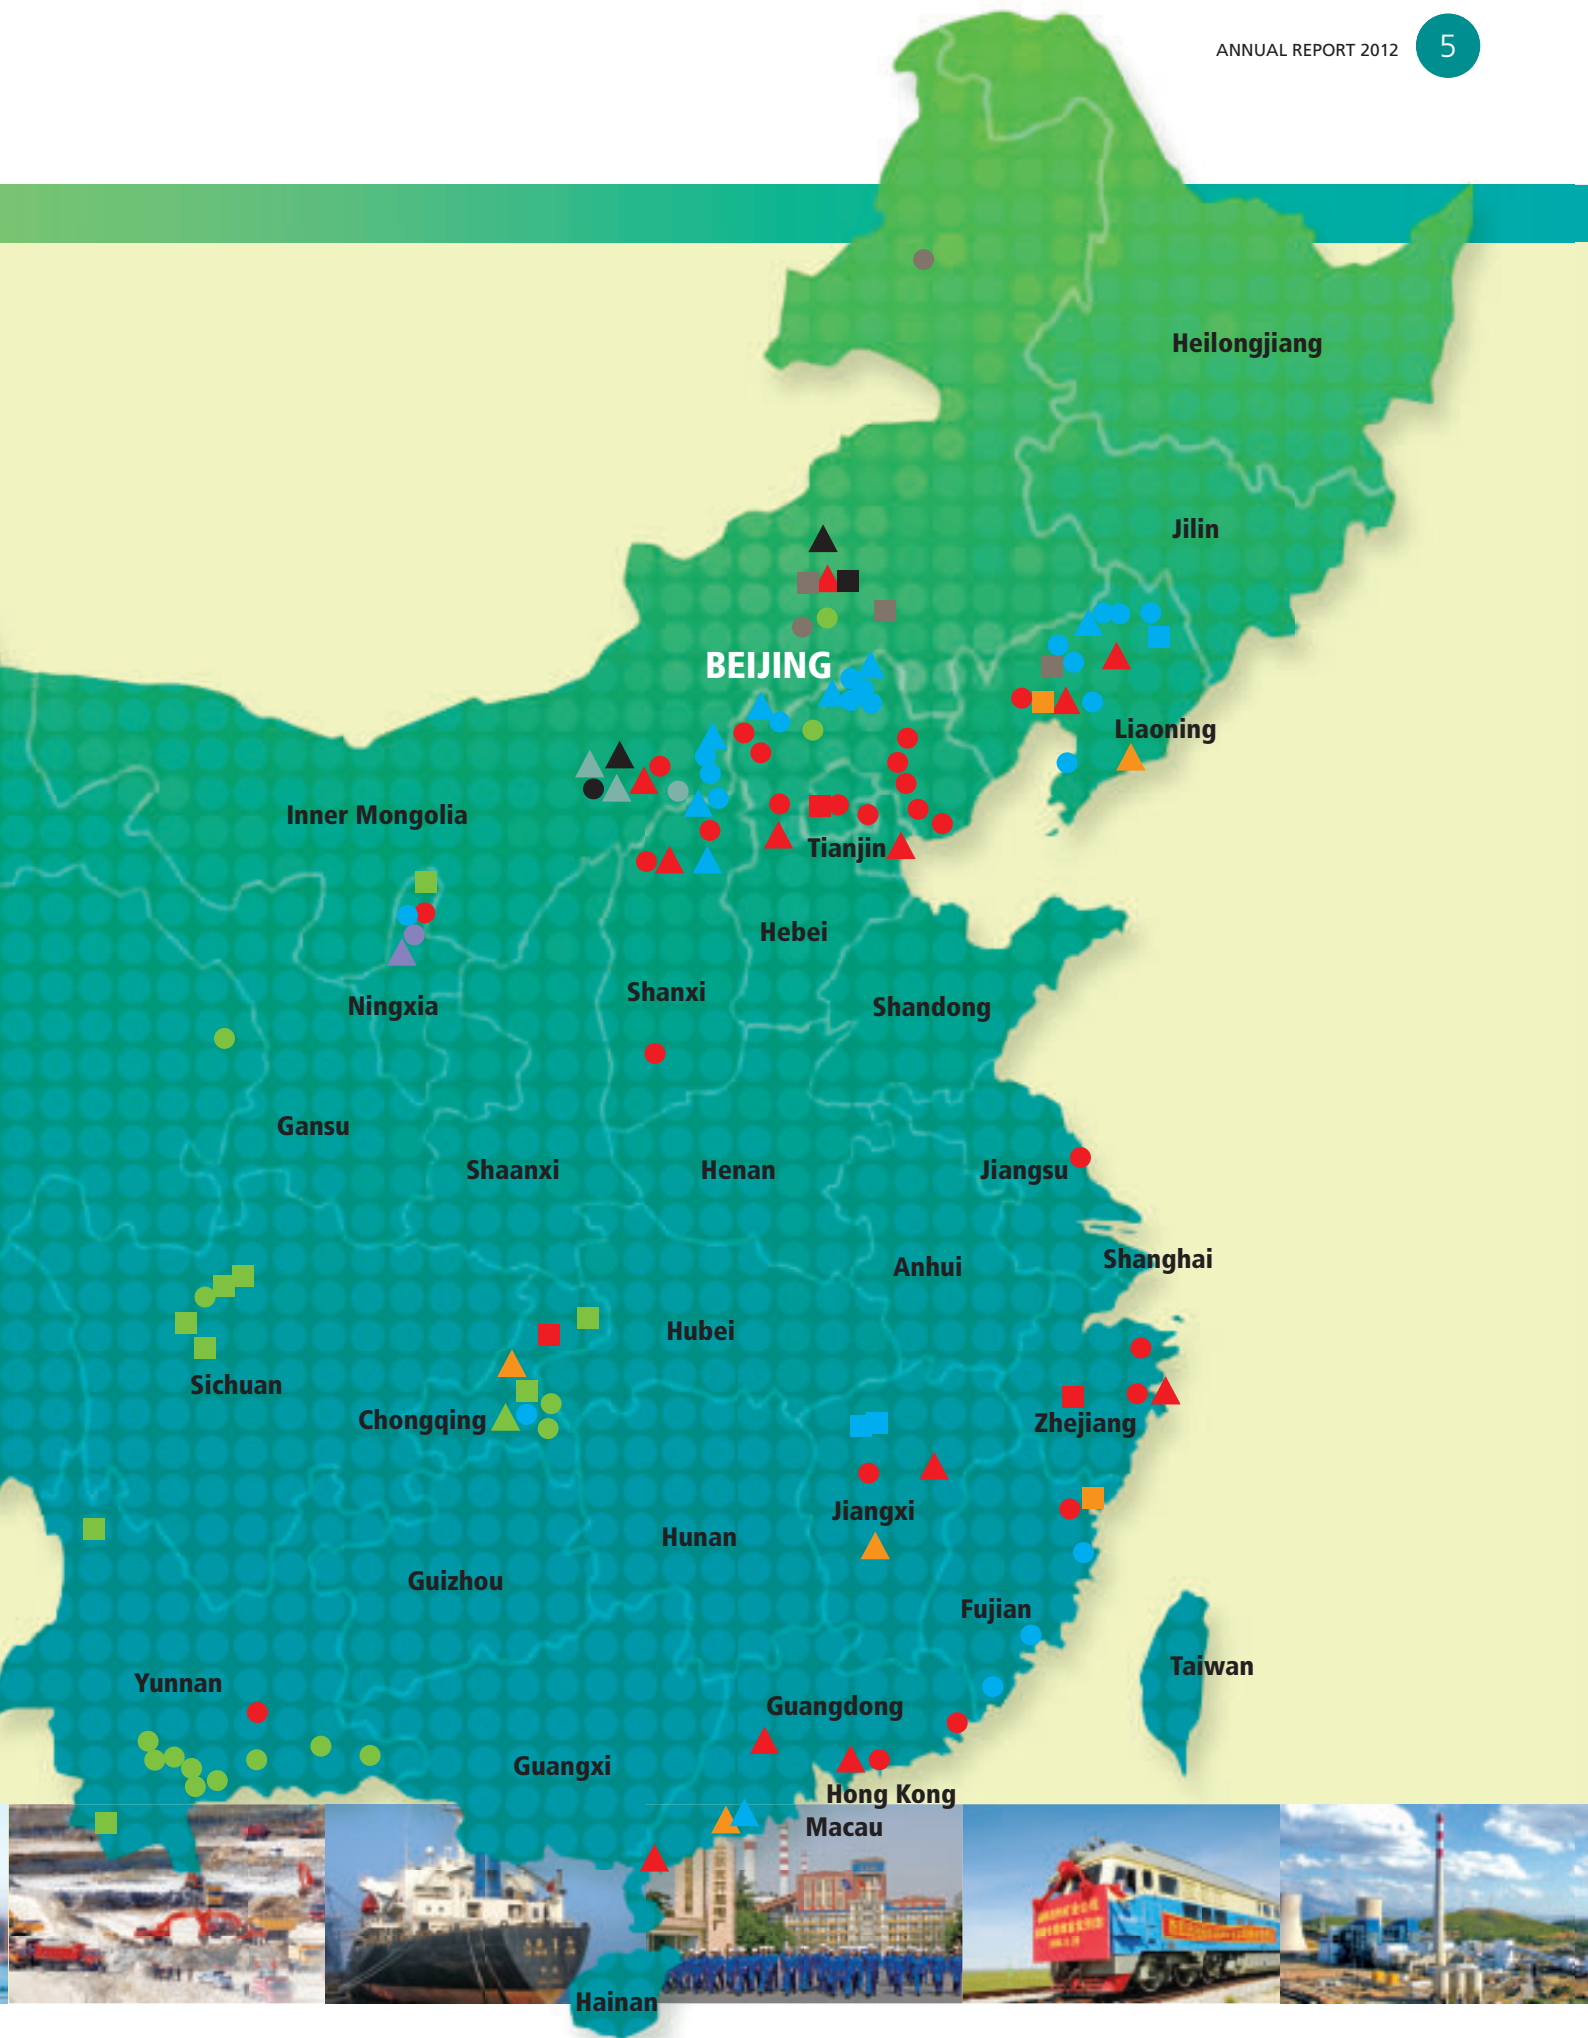 ANNUAL REPORT 2012 5
Heilongjiang
Jilin
BEIJING
Liaoning
Inner Mongolia
Tianjin
Hebei
Shanxi
Ningxia
Shandong
Gansu
Shaanxi
Henan
Jiangsu
Shanghai
Anhui
Hubei
Sichuan
Chongqing
Zhejiang
Jiangxi
Hunan
Guizhou
Fujian
Taiwan
Yunnan
Guangdong
Guangxi
Hong Kong
Macau
Hainan